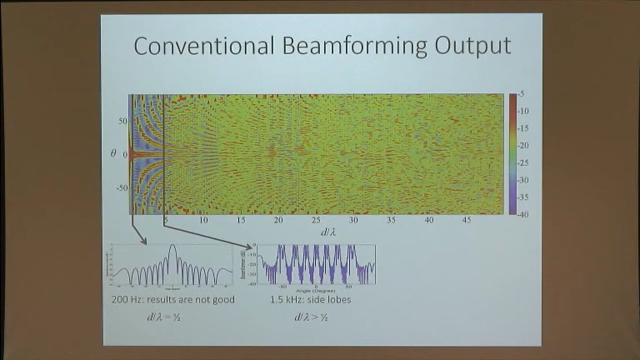 Conventional Beamforming Output
50
θ 0
-50
5 10 15 20 25 30 35 40 45
d/λ
-5
-10
-15
-20
-25
-30
-35
-40
200 Hz: results are not good
d/λ = ½
Angle (Degree)
1.5 kHz: side lobes
d/λ > ½